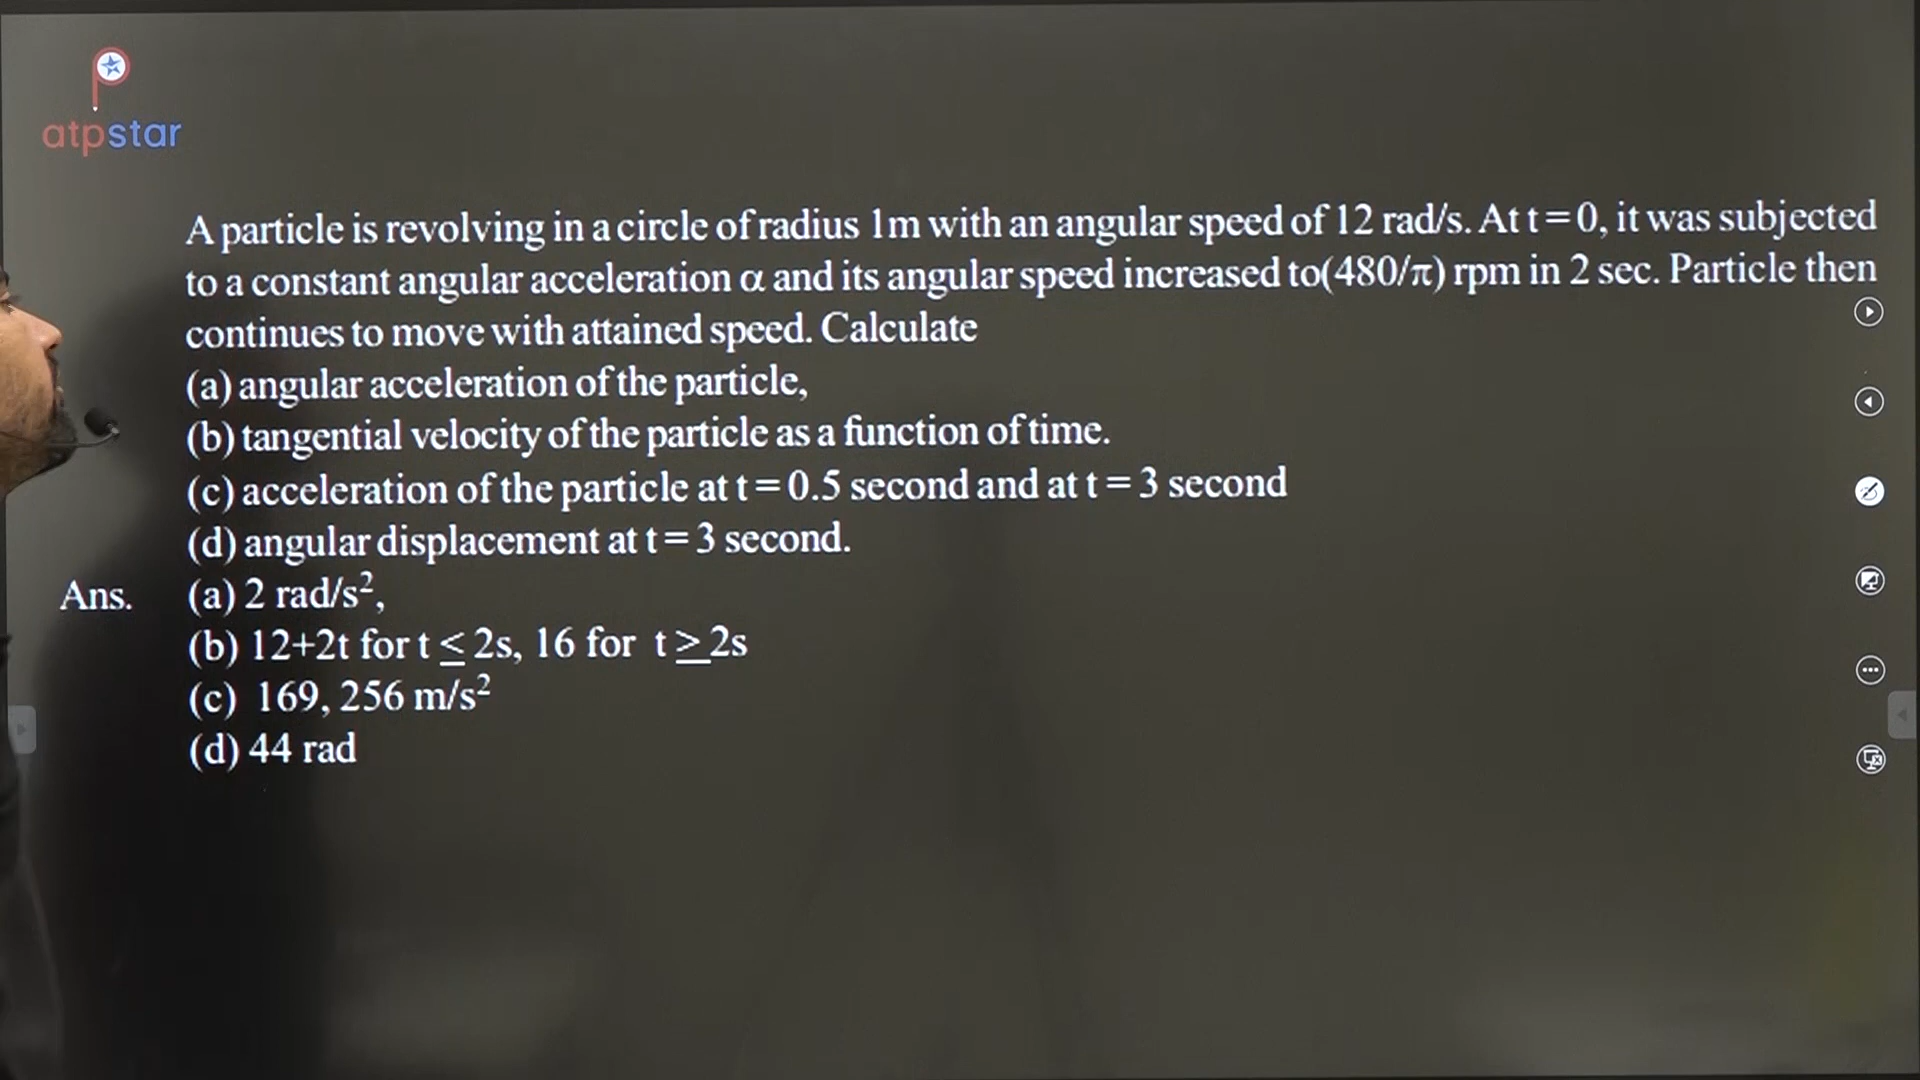 atpstar
A particle is revolving in a circle of radius 1m with an angular speed of 12 rad/s. At t = 0, it was subjected
to a constant angular acceleration α and its angular speed increased to(480/π) rpm in 2 sec. Particle then
continues to move with attained speed. Calculate
(a) angular acceleration of the particle,
(b) tangential velocity of the particle as a function of time.
(c) acceleration of the particle at t = 0.5 second and at t = 3 second
(d) angular displacement at t = 3 second.
Ans. (a) 2 rad/s²,
(b) 12+2t for t ≤ 2s, 16 for t ≥ 2s
(c) 169, 256 m/s²
(d) 44 rad